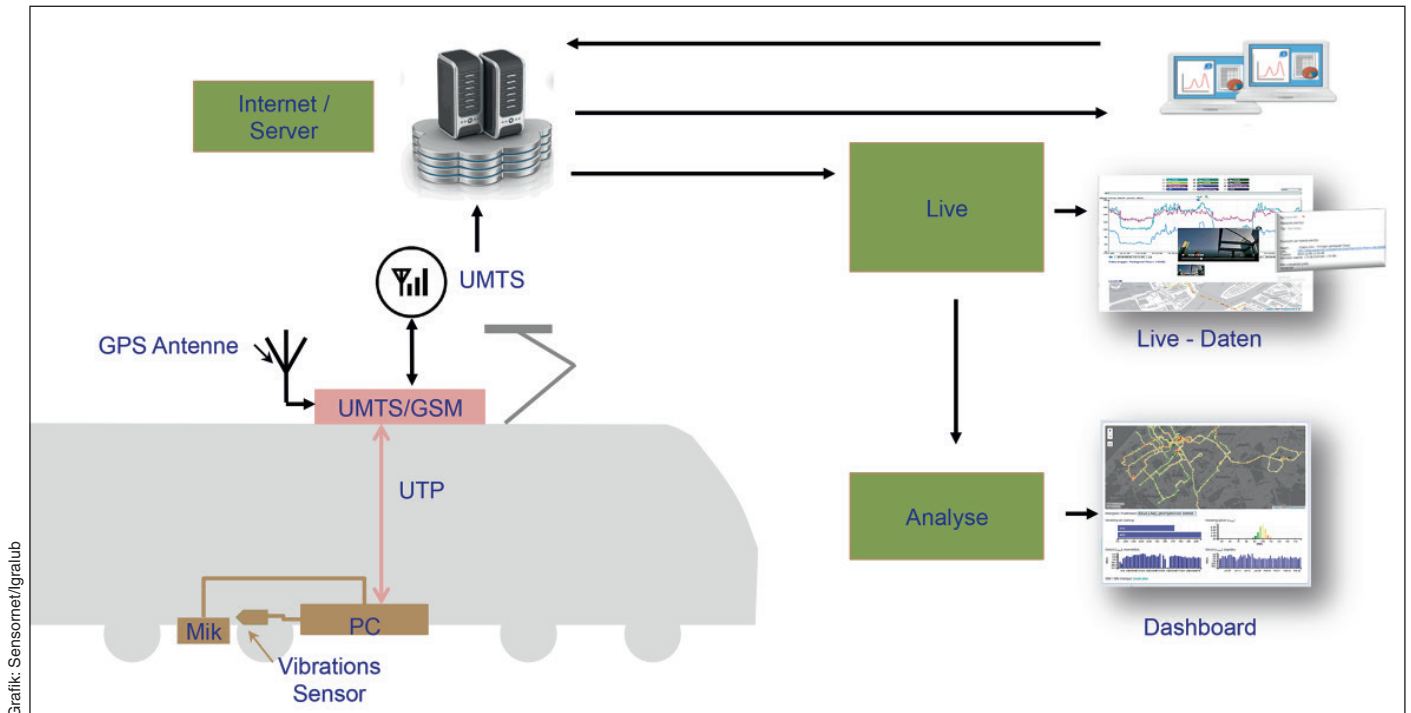 Internet /
Server
Live
UMTS
GPS Antenne
Live - Daten
UMTS/GSM
UTP
Analyse
Mik
PC
Vibrations
Sensor
Dashboard
Grafik: Sensornet/Igralub